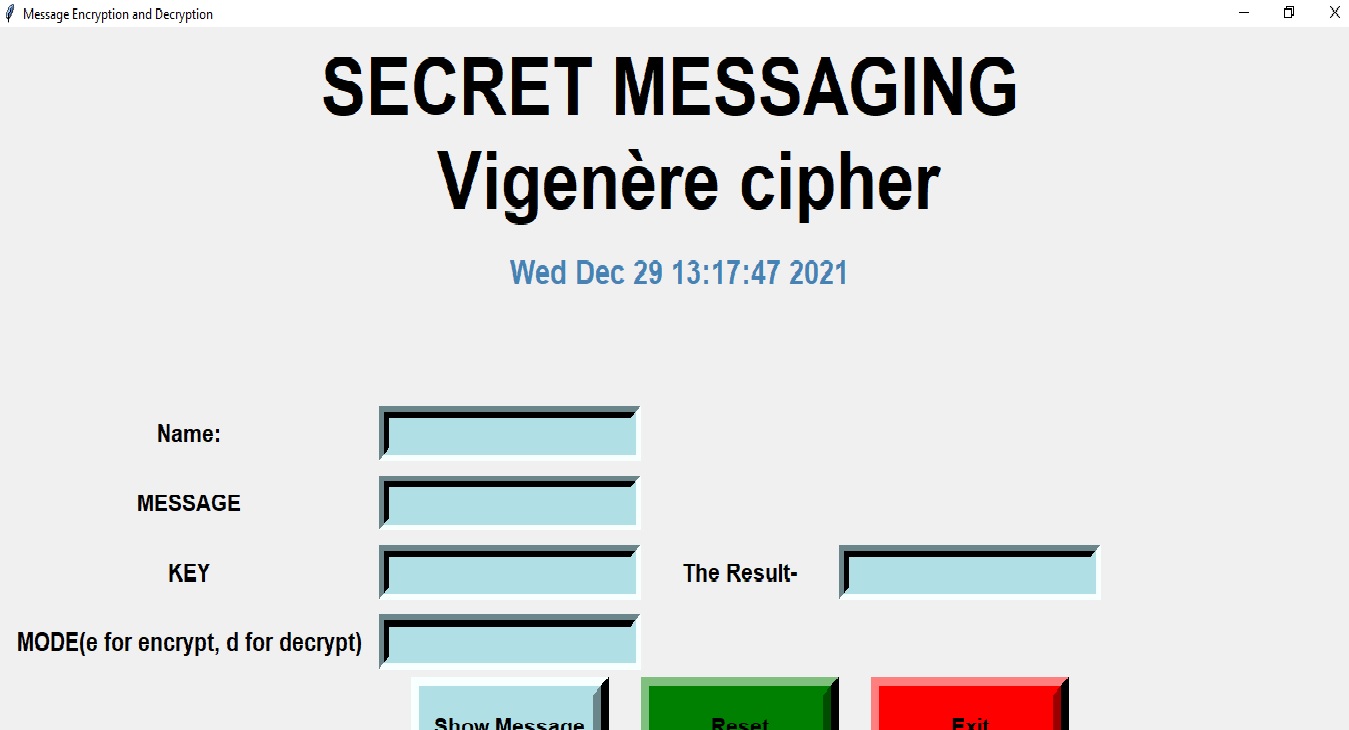 Message Encryption and Decryption
SECRET MESSAGING
Vigenère cipher
Wed Dec 29 13:17:47 2021
Name:
MESSAGE
KEY
The Result-
MODE(e for encrypt, d for decrypt)
Show Message
Reset
Exit